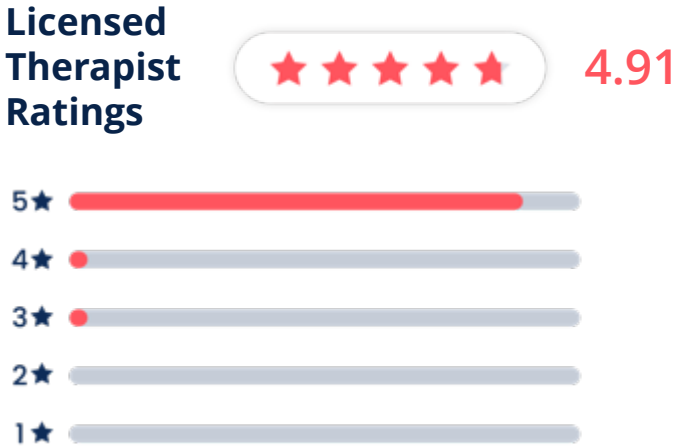 Licensed
Therapist
Ratings
4.91
5★
4★
3★
2★
1★